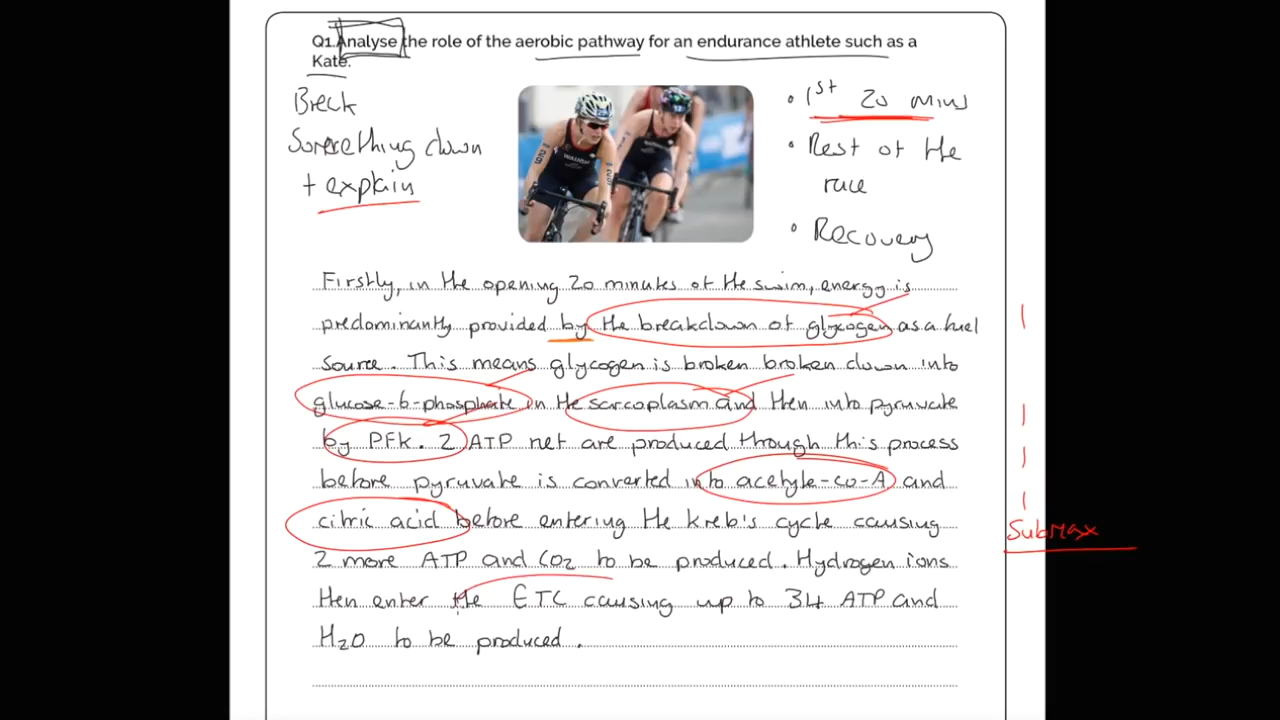 Q1.Analyse the role of the aerobic pathway for an endurance athlete such as a
Kate.
Break
Something down
+ explain
• 1st 20 mins
• Rest of the
race
• Recovery
Firstly, in the opening 20 minutes of the swim, energy is
predominantly provided by the breakdown of glycogen as a fuel
source. This means glycogen is broken broken down into
glucose-6-phosphate in the sarcoplasm and then into pyruvate
by PFK. 2 ATP net are produced through this process
before pyruvate is converted into acetyle-co-A and
citric acid before entering the Kreb's cycle causing
2 more ATP and CO2 to be produced. Hydrogen ions
then enter the ETC causing up to 34 ATP and
H2O to be produced.
SubMax